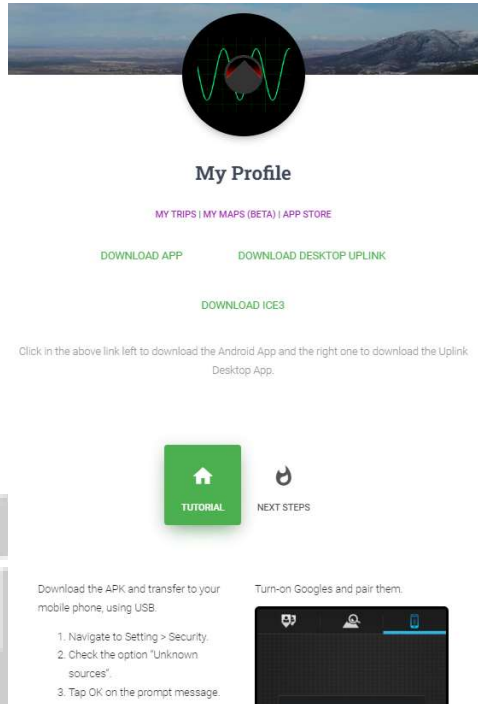 My Profile
MY TRIPS | MY MAPS (BETA) | APP STORE
DOWNLOAD APP DOWNLOAD DESKTOP UPLINK
DOWNLOAD ICE3
Click in the above link left to download the Android App and the right one to download the Uplink
Desktop App.
TUTORIAL NEXT STEPS
Download the APK and transfer to your
mobile phone, using USB.
1. Navigate to Setting > Security.
2. Check the option "Unknown
sources".
3. Tap OK on the prompt message.
Turn-on Googles and pair them.